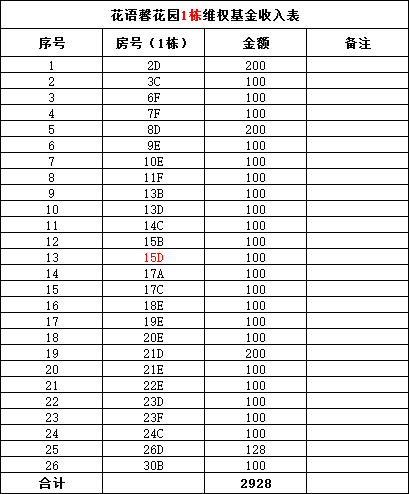 花语馨花园1栋维权基金收入表
序号 房号（1栋） 金额 备注
1 2D 200
2 3C 100
3 6F 100
4 7F 100
5 8D 200
6 9E 100
7 10E 100
8 11F 100
9 13B 100
10 13D 100
11 14C 100
12 15B 100
13 15D 100
14 17A 100
15 17C 100
16 18E 100
17 19E 100
18 20E 100
19 21D 200
20 21E 100
21 22E 100
22 23D 100
23 23F 100
24 24C 100
25 26D 128
26 30B 100
合计 2928